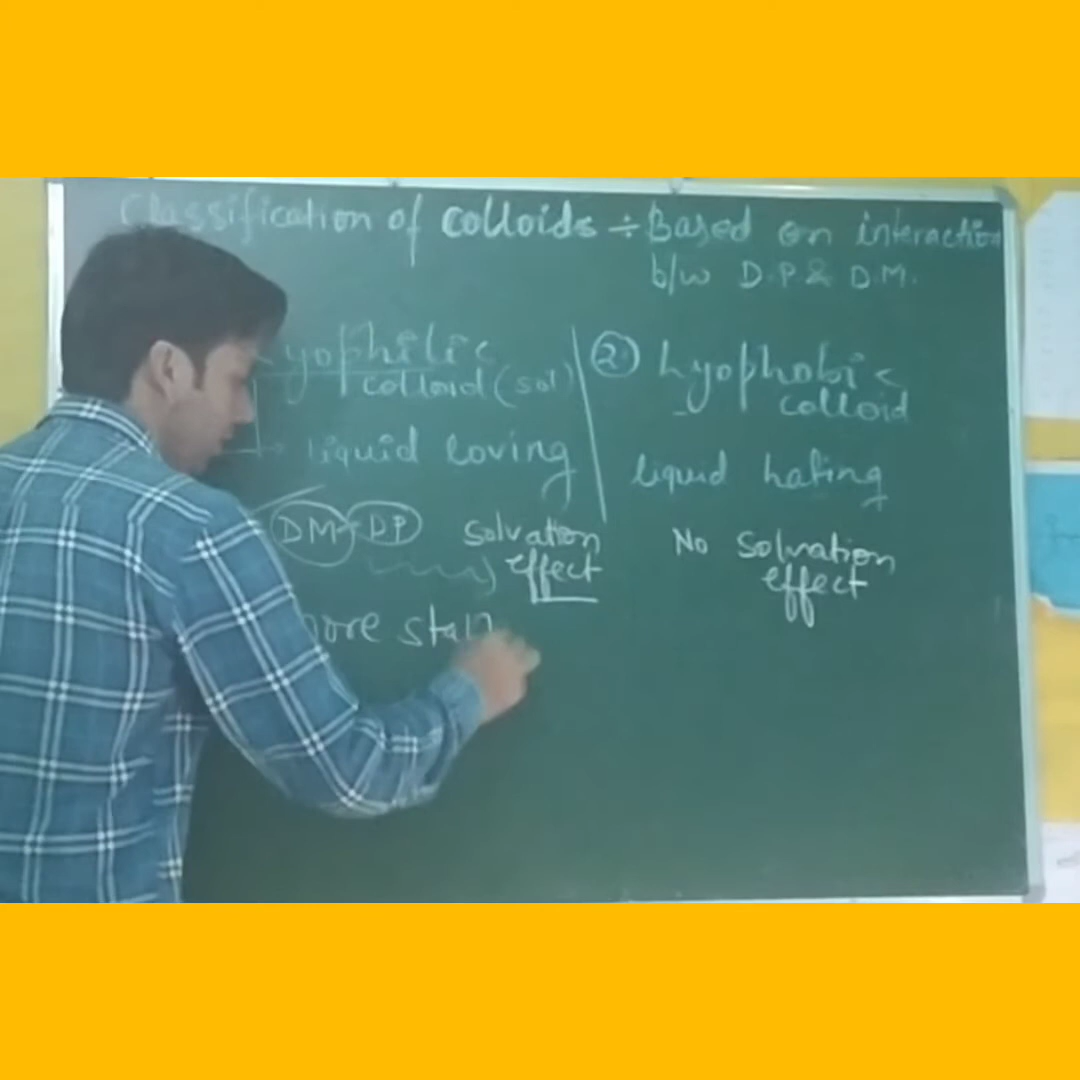 Classification of colloids ÷ Based on interaction
b/w D.P & D.M.
Lyophilic
colloid (sol)
liquid loving
DM DP solvation
effect
more stab
2. Lyophobic
colloid
liquid hating
No solvation
effect